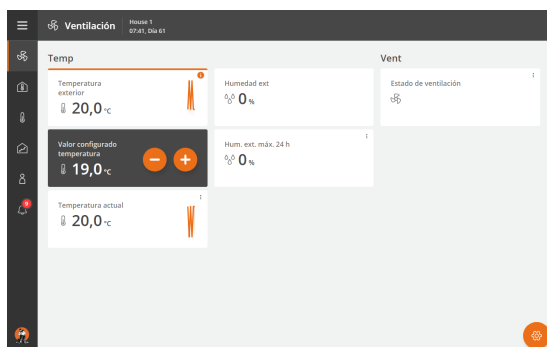 Ventilación
House 1
07:41, Día 61
Temp
Vent
Temperatura
exterior
20,0 °C
Humedad ext
0 %
Estado de ventilación
Valor configurado
temperatura
19,0 °C
Hum. ext. máx. 24 h
0 %
Temperatura actual
20,0 °C
9